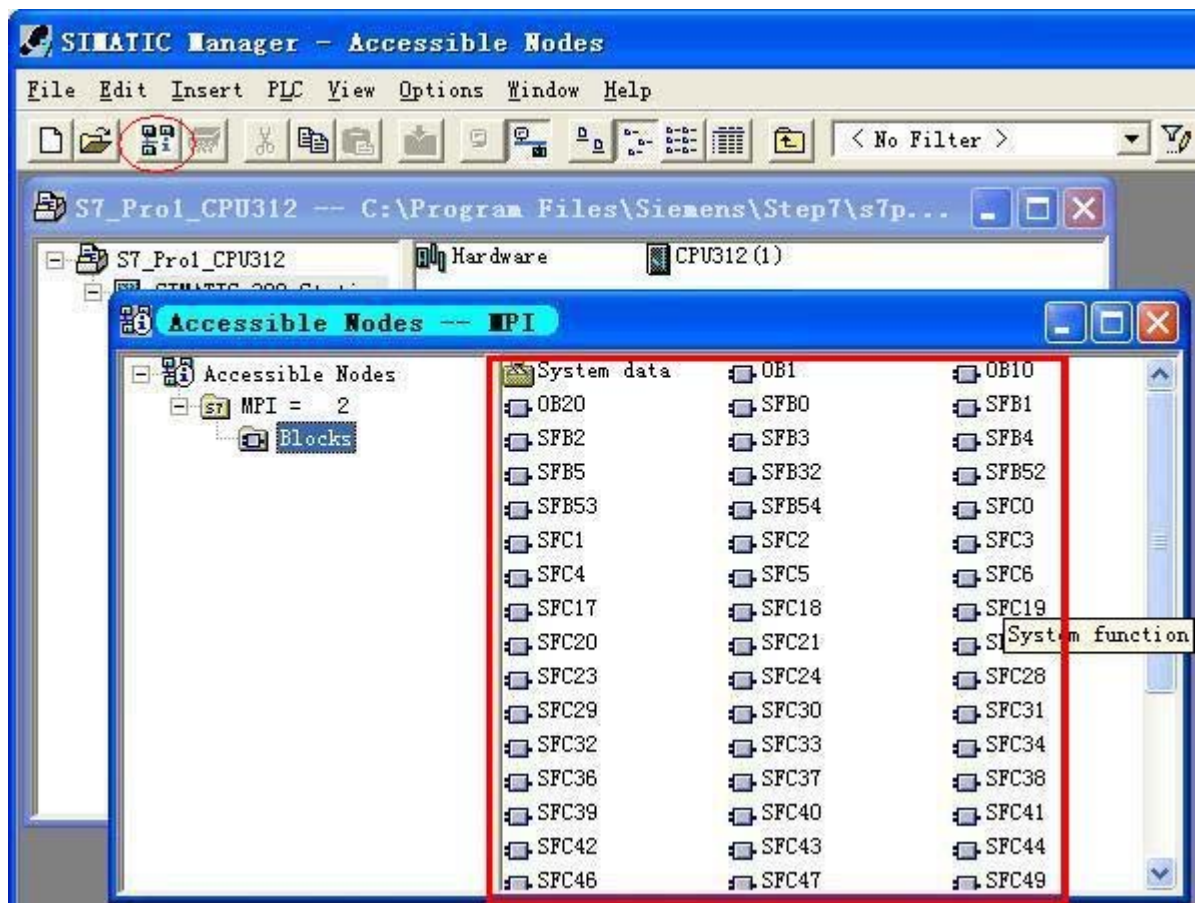 SIMATIC Manager - Accessible Nodes
File Edit Insert PLC View Options Window Help
< No Filter >
S7_Pro1_CPU312 -- C:\Program Files\Siemens\Step7\s7p...
S7_Pro1_CPU312 Hardware CPU312(1)
Accessible Nodes -- MPI
Accessible Nodes System data OB1 OB10
MPI = 2 OB20 SFB0 SFB1
Blocks SFB2 SFB3 SFB4
SFB5 SFB32 SFB52
SFB53 SFB54 SFC0
SFC1 SFC2 SFC3
SFC4 SFC5 SFC6
SFC17 SFC18 SFC19
SFC20 SFC21 System function
SFC23 SFC24 SFC28
SFC29 SFC30 SFC31
SFC32 SFC33 SFC34
SFC36 SFC37 SFC38
SFC39 SFC40 SFC41
SFC42 SFC43 SFC44
SFC46 SFC47 SFC49